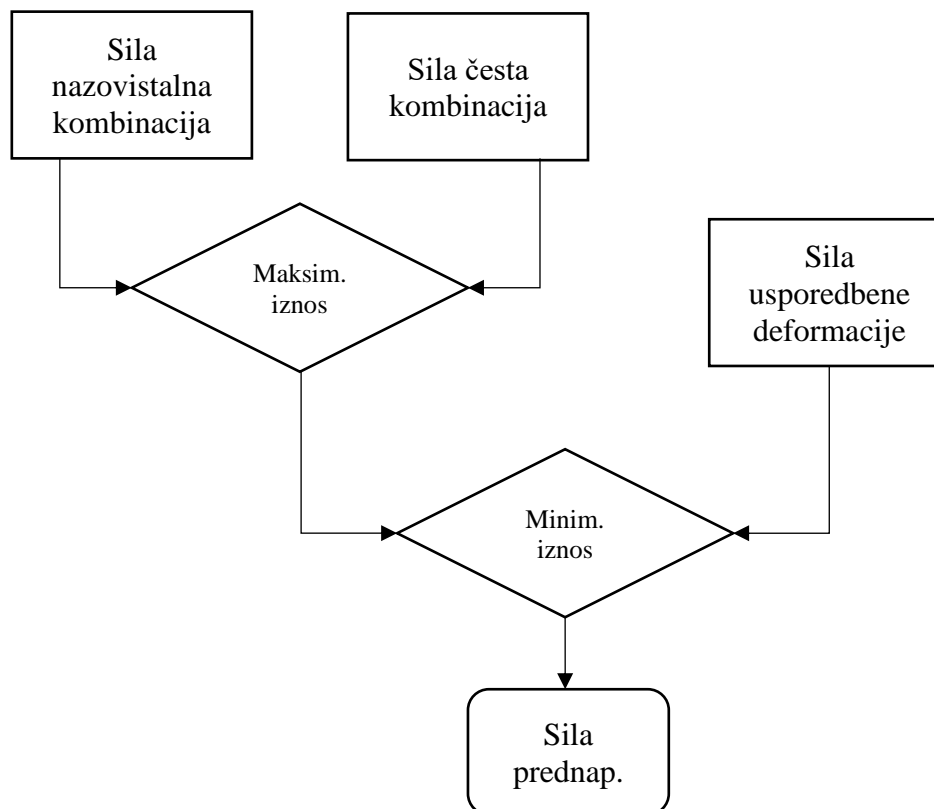 Sila
nazovistalna
kombinacija
Sila česta
kombinacija
Maksim.
iznos
Sila
usporedbene
deformacije
Minim.
iznos
Sila
prednap.